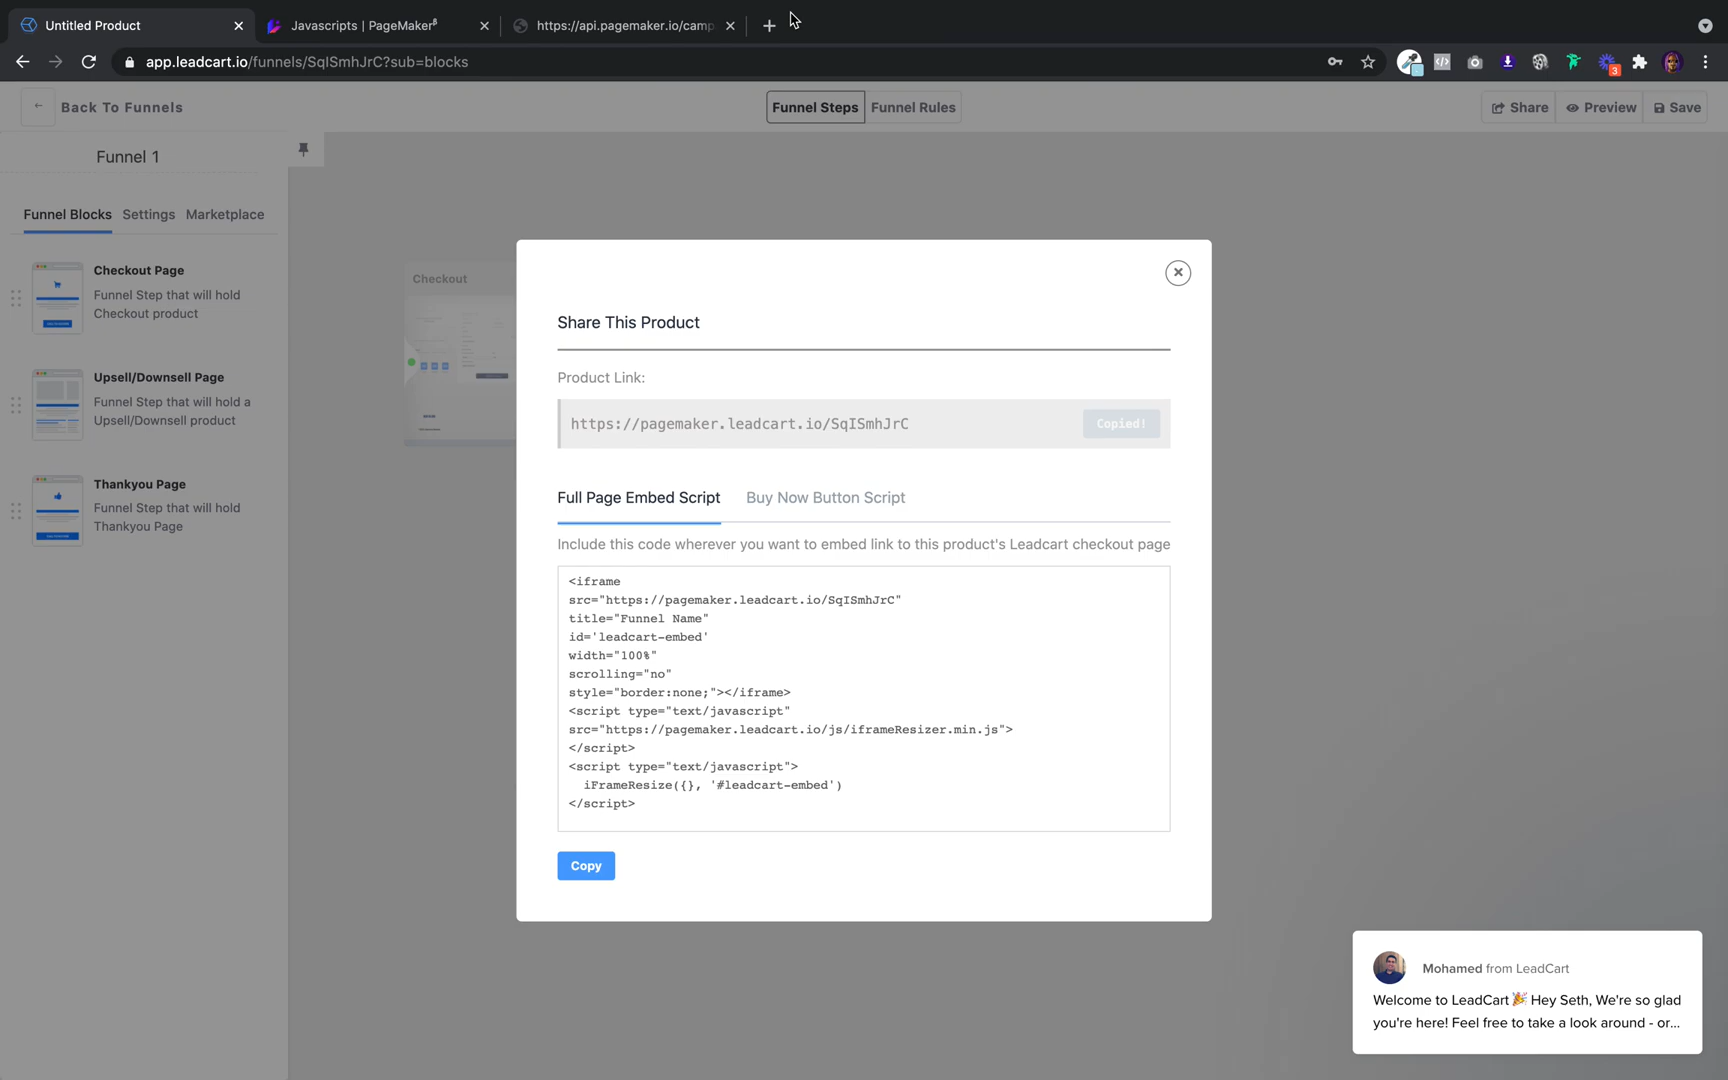 Untitled Product
Javascripts | PageMakerβ
https://api.pagemaker.io/camp
app.leadcart.io/funnels/SqISmhJrC?sub=blocks
3
Back To Funnels
Funnel Steps
Funnel Rules
Share
Preview
Save
Funnel 1
Funnel Blocks
Settings
Marketplace
Checkout Page
Funnel Step that will hold
Checkout product
Upsell/Downsell Page
Funnel Step that will hold a
Upsell/Downsell product
Thankyou Page
Funnel Step that will hold
Thankyou Page
Checkout
Share This Product
Product Link:
https://pagemaker.leadcart.io/SqISmhJrC
Copied!
Full Page Embed Script
Buy Now Button Script
Include this code wherever you want to embed link to this product's Leadcart checkout page
<iframe
src="https://pagemaker.leadcart.io/SqISmhJrC"
title="Funnel Name"
id='leadcart-embed'
width="100%"
scrolling="no"
style="border:none;"></iframe>
<script type="text/javascript"
src="https://pagemaker.leadcart.io/js/iframeResizer.min.js">
</script>
<script type="text/javascript">
iFrameResize({}, '#leadcart-embed')
</script>
Copy
Mohamed from LeadCart
Welcome to LeadCart 🎉 Hey Seth, We're so glad
you're here! Feel free to take a look around - or...